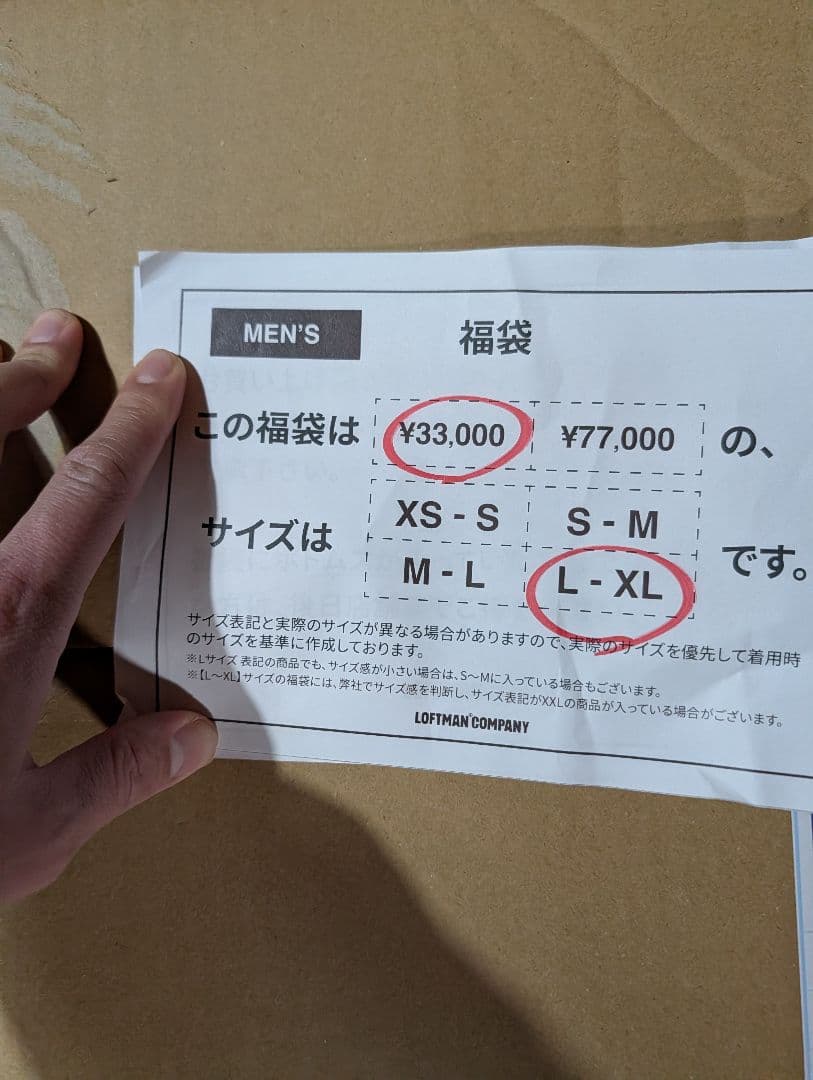 MEN'S
福袋
この福袋は ¥33,000 ¥77,000 の、
サイズは XS - S S - M
M - L L - XL です。
サイズ表記と実際のサイズが異なる場合がありますので、実際のサイズを優先して着用時
のサイズを基準に作成しております。
※Lサイズ 表記の商品でも、サイズ感が小さい場合は、S～Mに入っている場合もございます。
※【L～XL】サイズの福袋には、弊社でサイズ感を判断し、サイズ表記がXXLの商品が入っている場合がございます。
LOFTMAN COMPANY